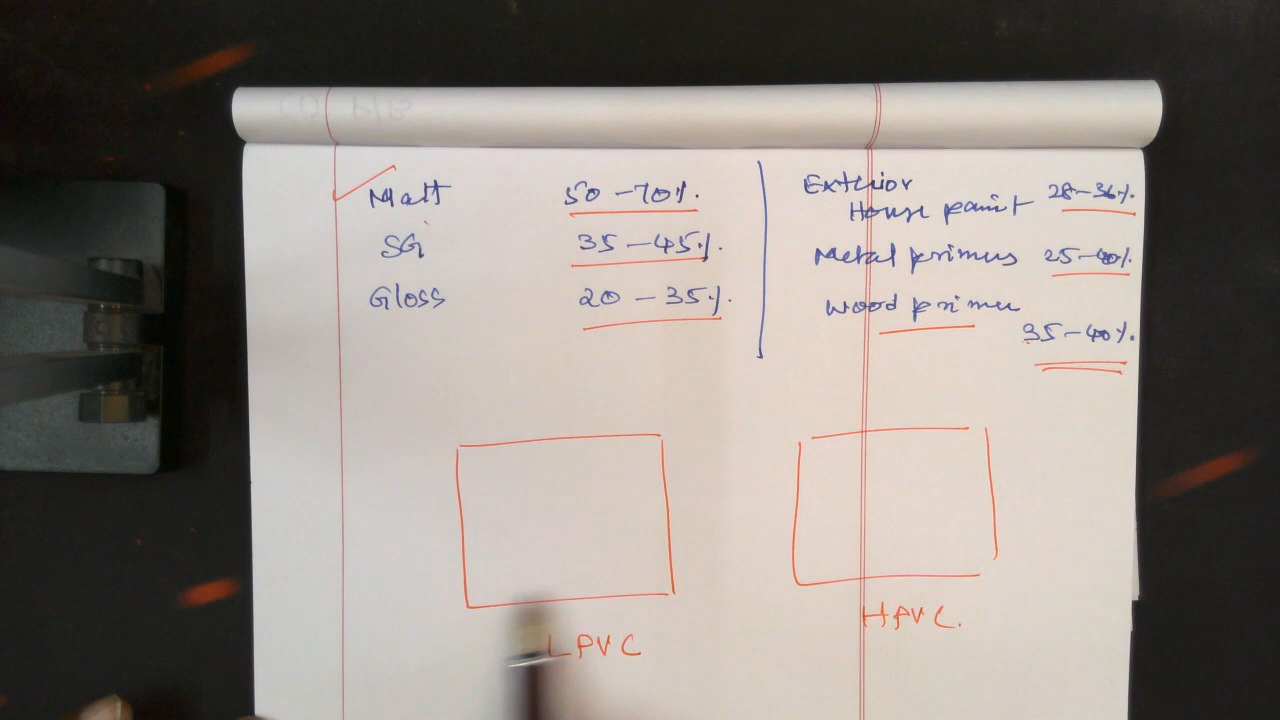 Matt 50-70%.
SG 35-45%.
Gloss 20-35%.
Exterior
House paint 28-36%.
Metal primers 25-40%.
Wood primer
35-40%.
LPVC
HPVC.